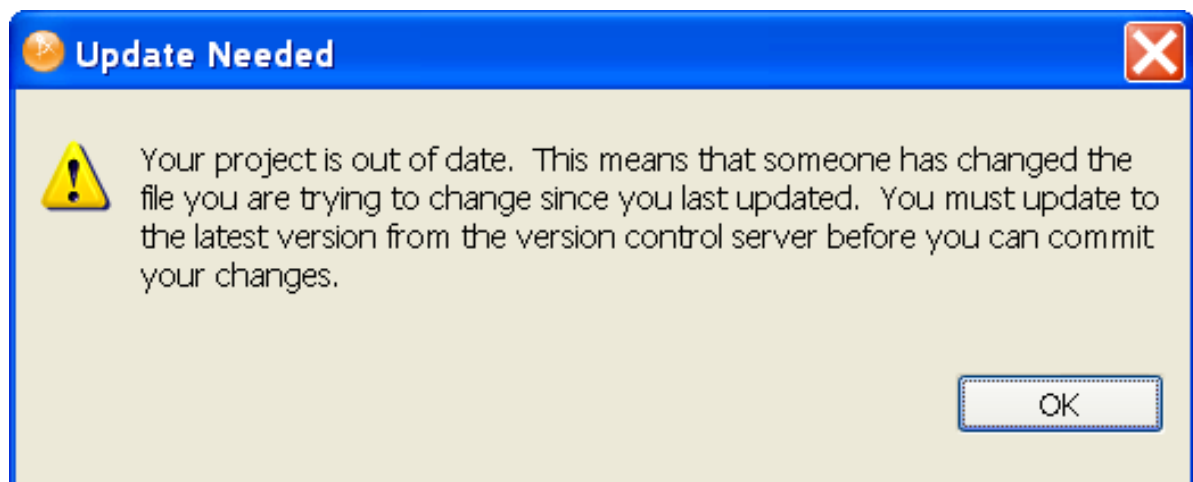 Update Needed
Your project is out of date.  This means that someone has changed the
file you are trying to change since you last updated.  You must update to
the latest version from the version control server before you can commit
your changes.
OK